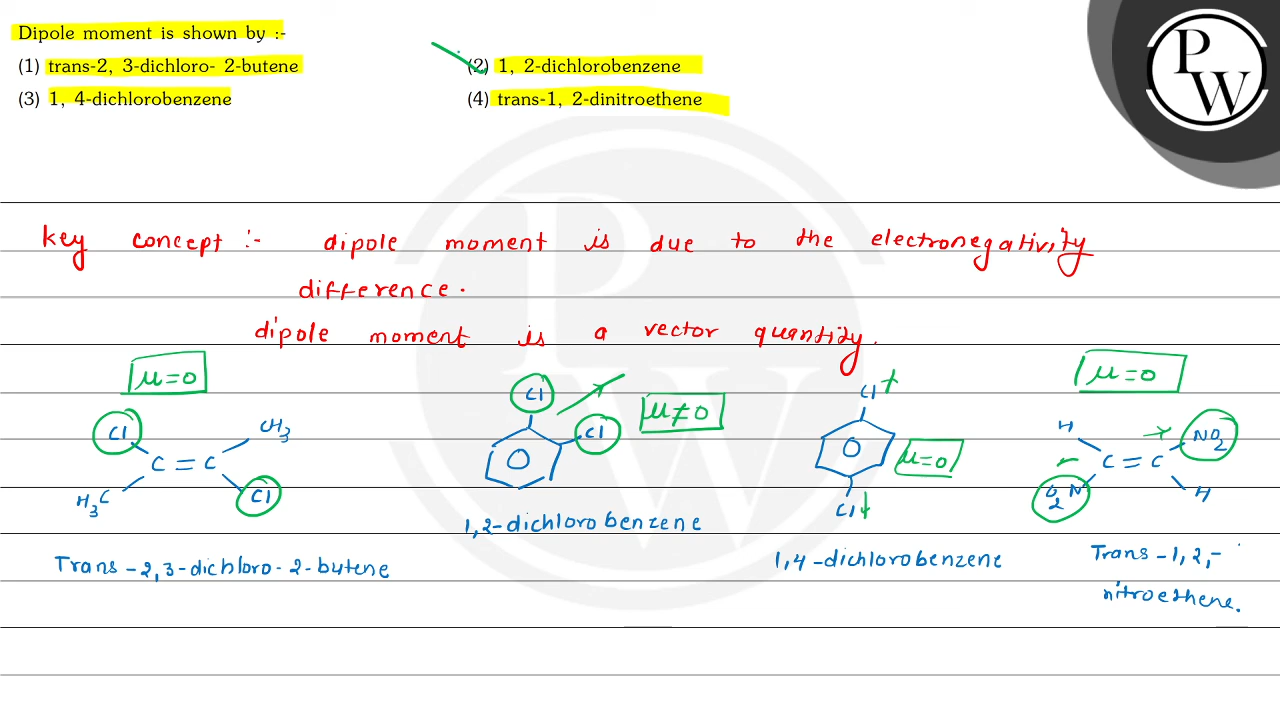 Dipole moment is shown by :-
(1) trans-2, 3-dichloro- 2-butene
(2) 1, 2-dichlorobenzene
(3) 1, 4-dichlorobenzene
(4) trans-1, 2-dinitroethene
P
W
key concept :- dipole moment is due to the electronegativity
difference.
dipole moment is a vector quantity.
μ=0
Cl
CH3
C=C
H3C
Cl
Trans-2,3-dichloro-2-butene
Cl
Cl
μ≠0
1,2-dichlorobenzene
Cl
μ=0
Cl
1,4-dichlorobenzene
μ=0
H
NO2
C=C
O2N
H
Trans-1,2,-
nitroethene.